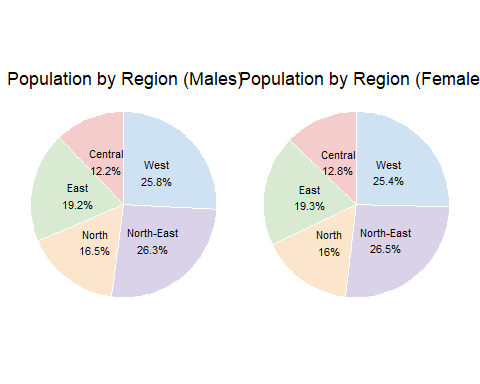 Population by Region (Males)
Population by Region (Female
Central
12.2%
West
25.8%
East
19.2%
North
16.5%
North-East
26.3%
Central
12.8%
West
25.4%
East
19.3%
North
16%
North-East
26.5%